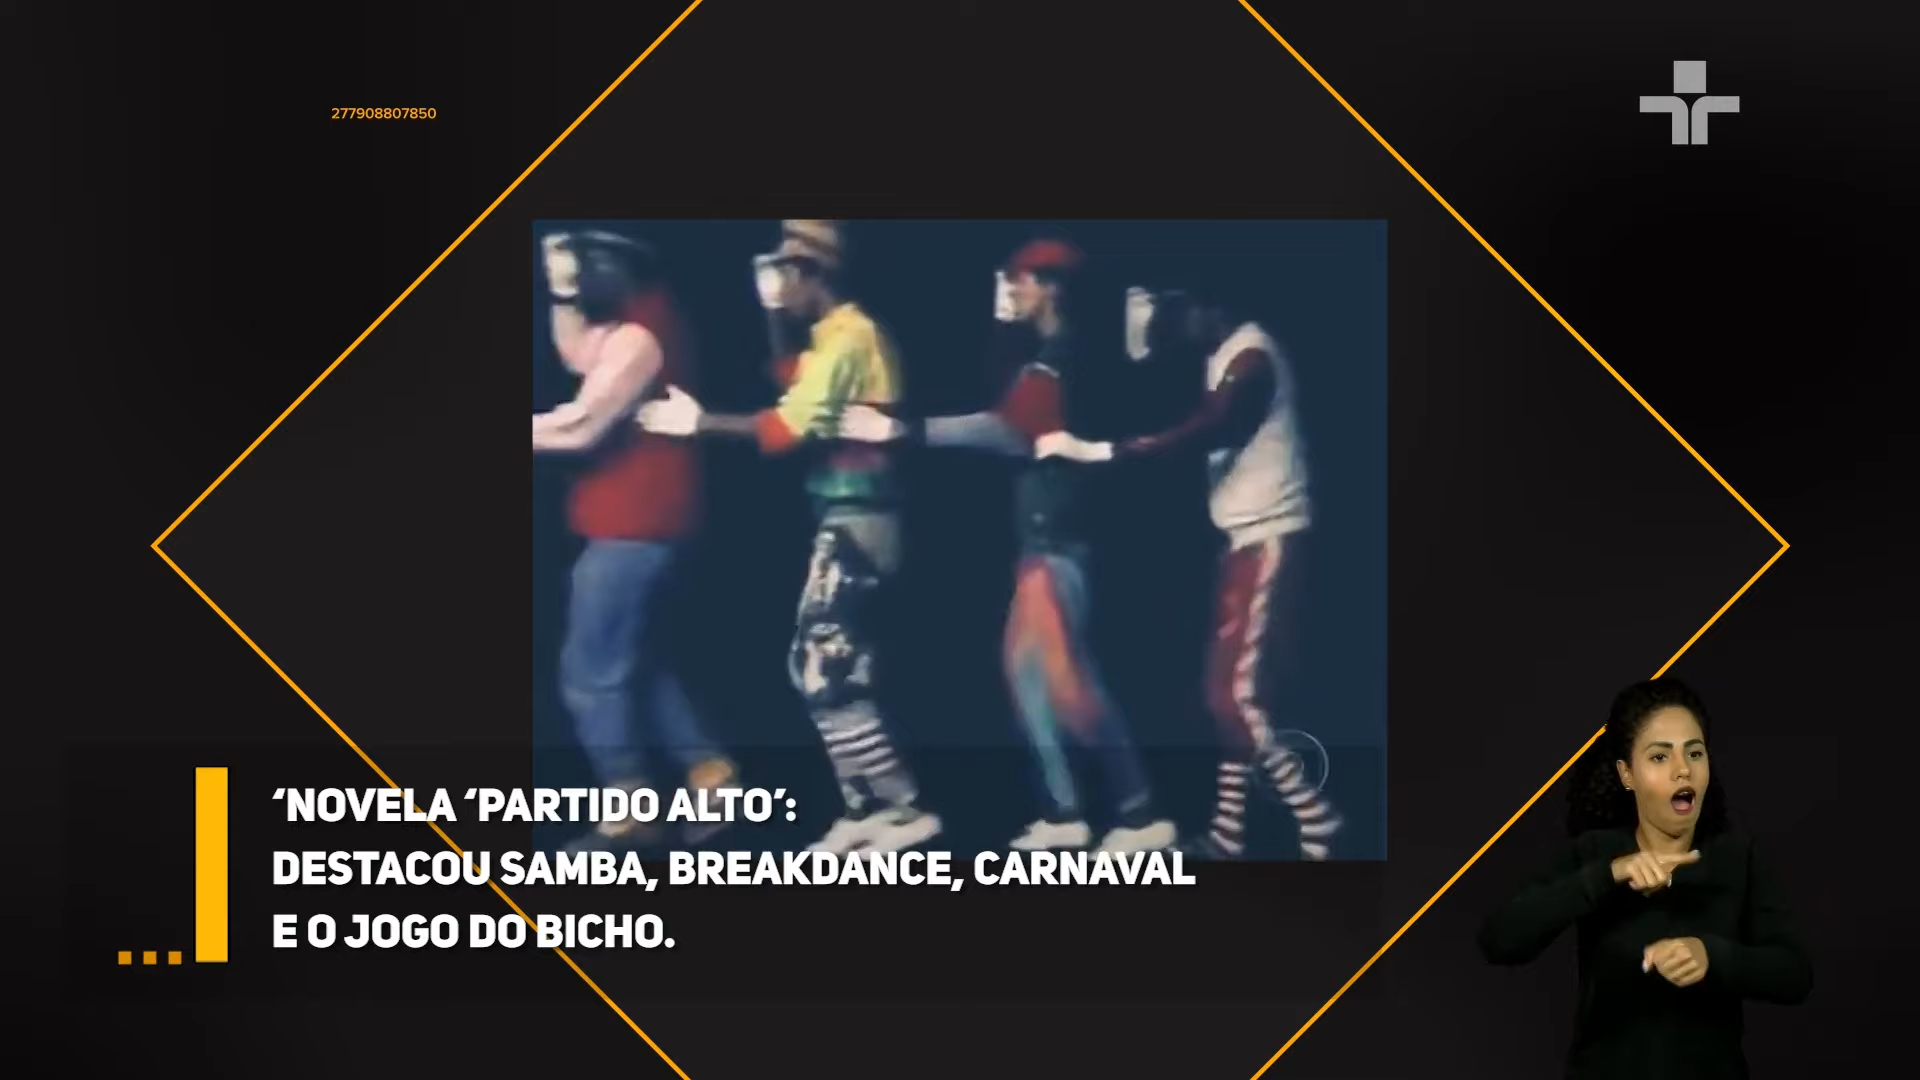 277908807850
‘NOVELA ‘PARTIDO ALTO’:
DESTACOU SAMBA, BREAKDANCE, CARNAVAL
E O JOGO DO BICHO.